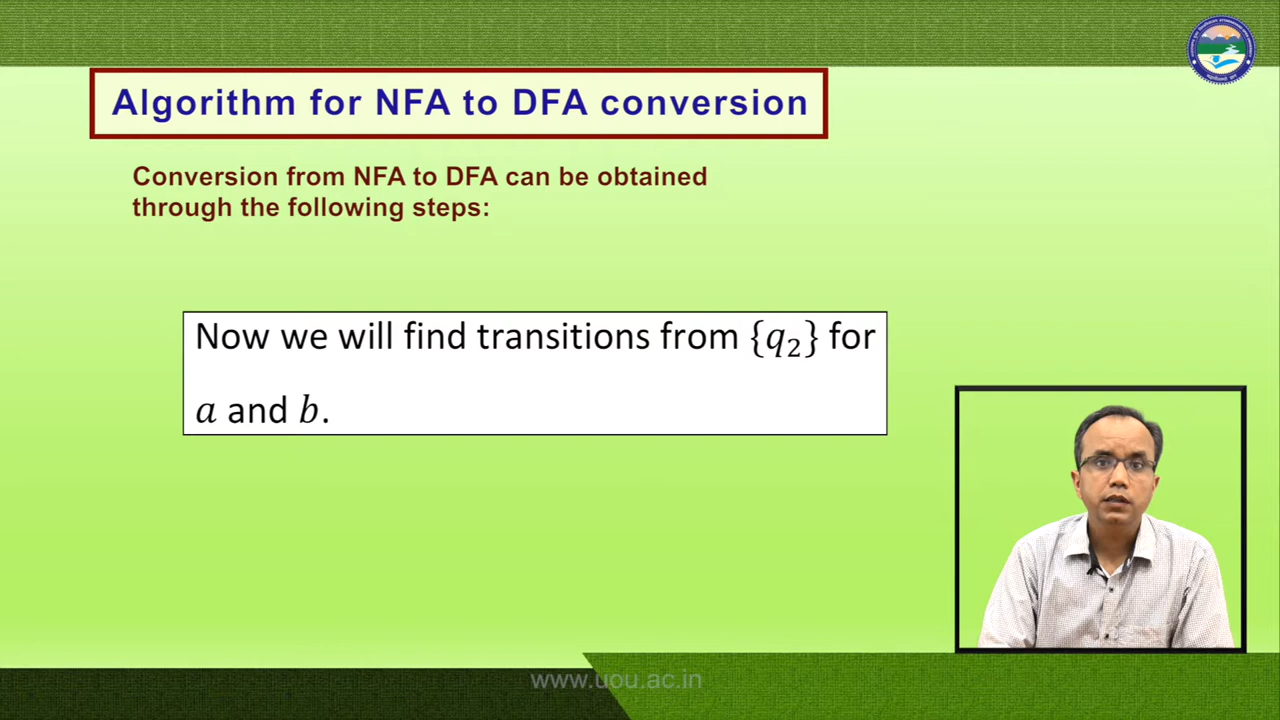 Algorithm for NFA to DFA conversion
Conversion from NFA to DFA can be obtained
through the following steps:
Now we will find transitions from {q₂} for
a and b.
www.uou.ac.in